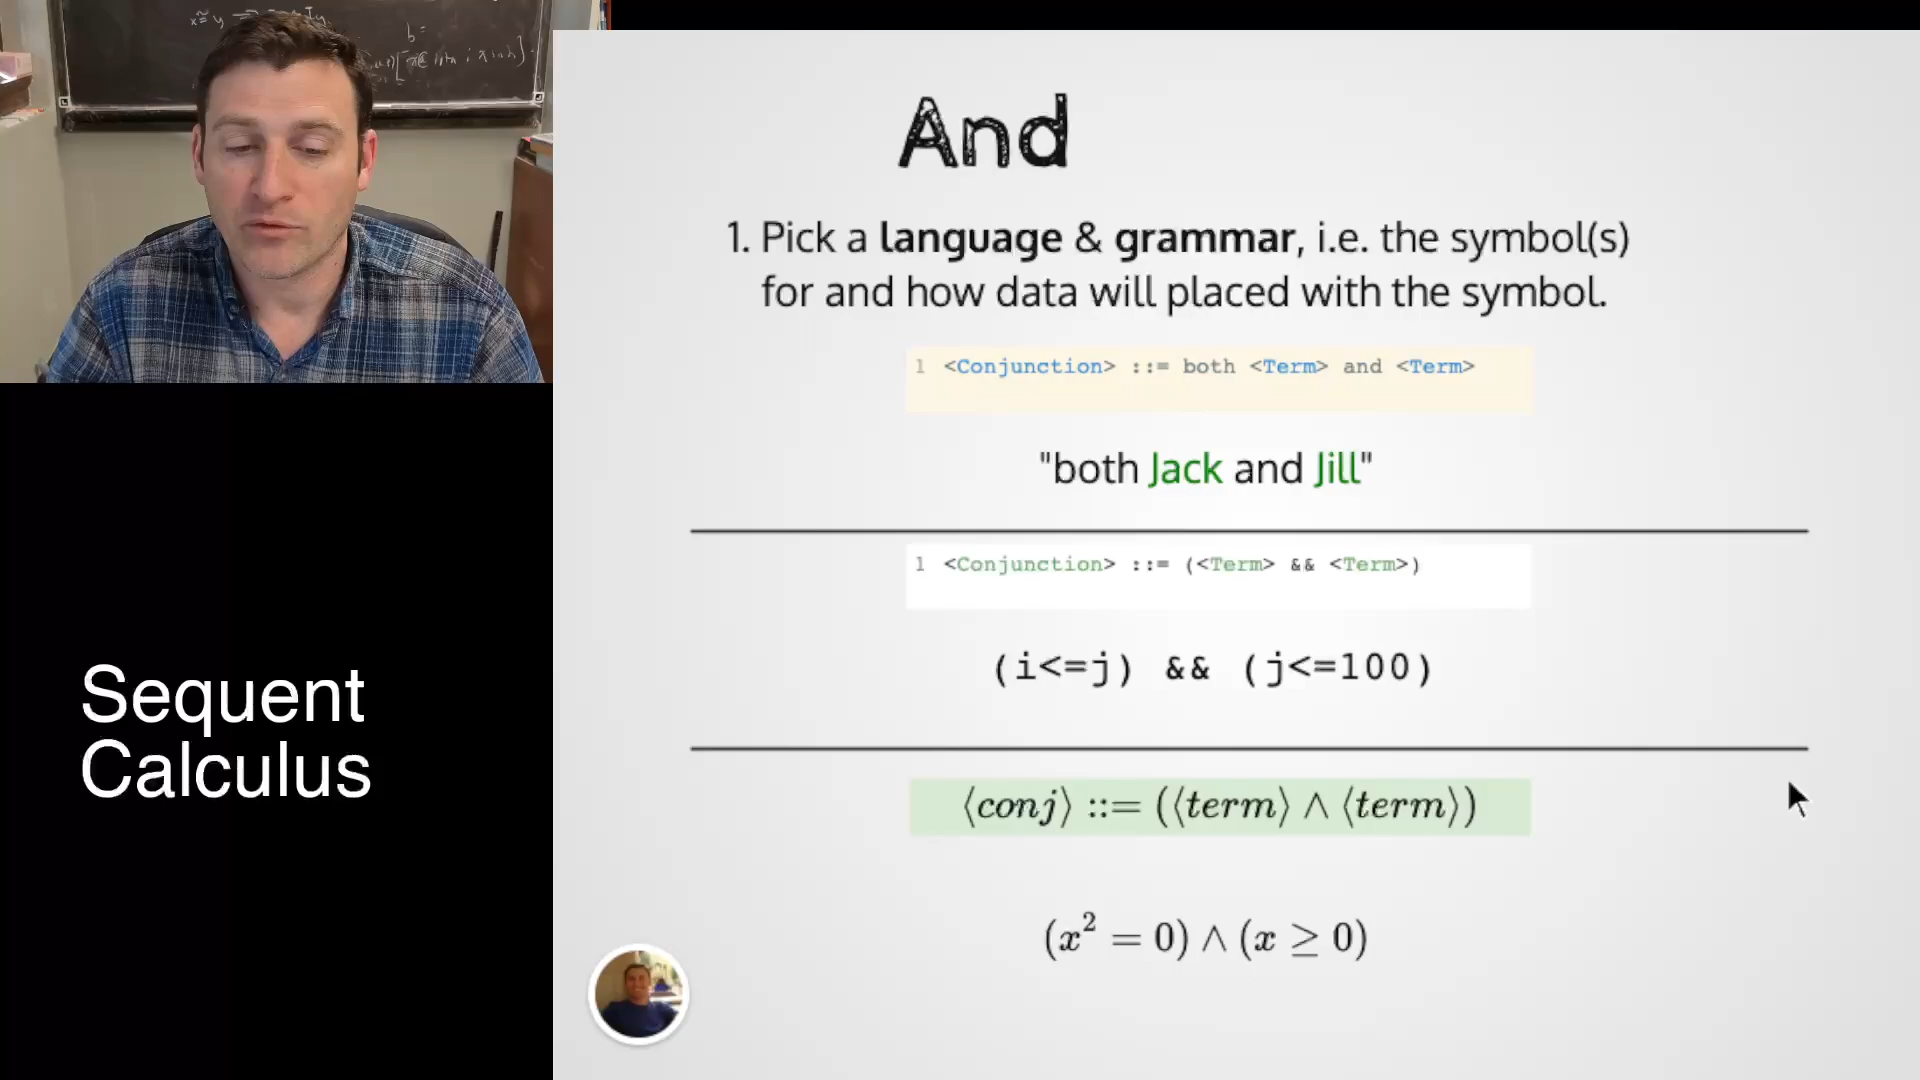 And
1. Pick a language & grammar, i.e. the symbol(s)
for and how data will placed with the symbol.
1 <Conjunction> ::= both <Term> and <Term>
"both Jack and Jill"
1 <Conjunction> ::= (<Term> && <Term>)
(i<=j) && (j<=100)
⟨conj⟩ ::= (⟨term⟩ ∧ ⟨term⟩)
(x² = 0) ∧ (x ≥ 0)
Sequent
Calculus